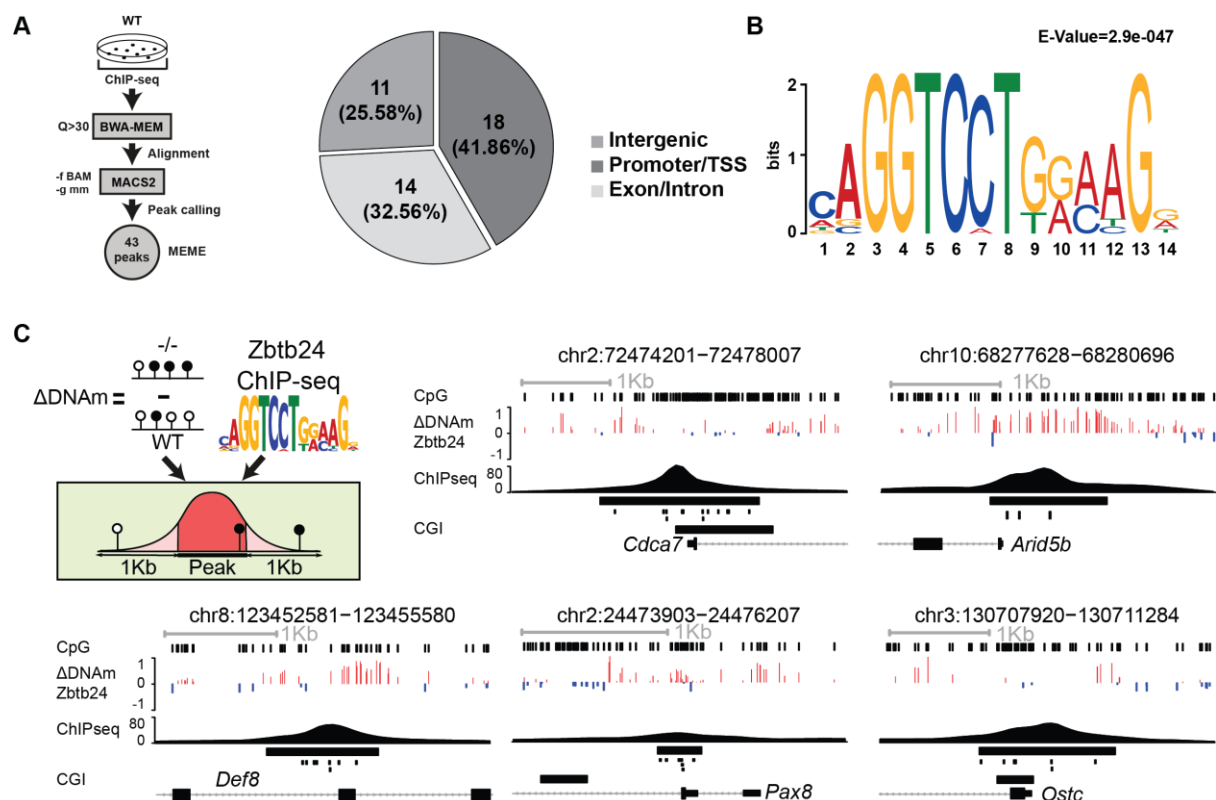 A
WT
ChIP-seq
Q>30
BWA-MEM
Alignment
-f BAM
-g mm
MACS2
Peak calling
43
peaks
MEME
11
(25.58%)
18
(41.86%)
14
(32.56%)
Intergenic
Promoter/TSS
Exon/Intron
B
E-Value=2.9e-047
2
1
0
bits
CAGGTCCTGGAAGG
1 2 3 4 5 6 7 8 9 10 11 12 13 14
C
-/-
ΔDNAm =
-
WT
Zbtb24
ChIP-seq
1Kb Peak 1Kb
chr2:72474201−72478007
1Kb
CpG
ΔDNAm
Zbtb24
1
0
-1
ChIPseq
80
0
CGI
Cdca7
chr10:68277628−68280696
1Kb
Arid5b
chr8:123452581−123455580
1Kb
CpG
ΔDNAm
Zbtb24
1
0
-1
ChIPseq
80
0
CGI
Def8
chr2:24473903−24476207
1Kb
Pax8
chr3:130707920−130711284
1Kb
Ostc